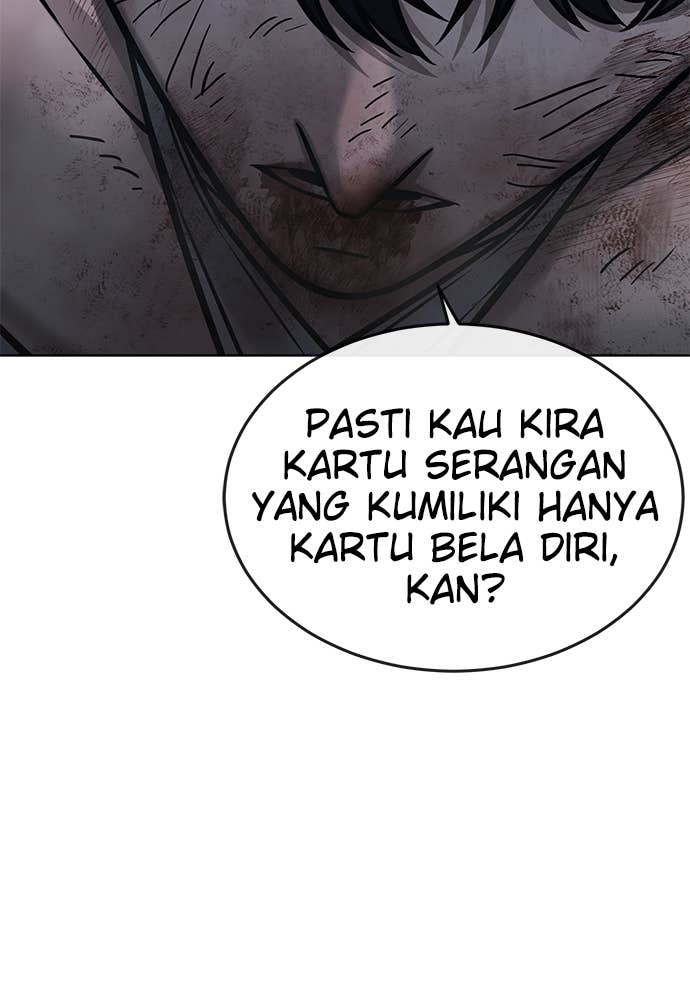 PASTI KAU KIRA
KARTU SERANGAN
YANG KUMILIKI HANYA
KARTU BELA DIRI,
KAN?